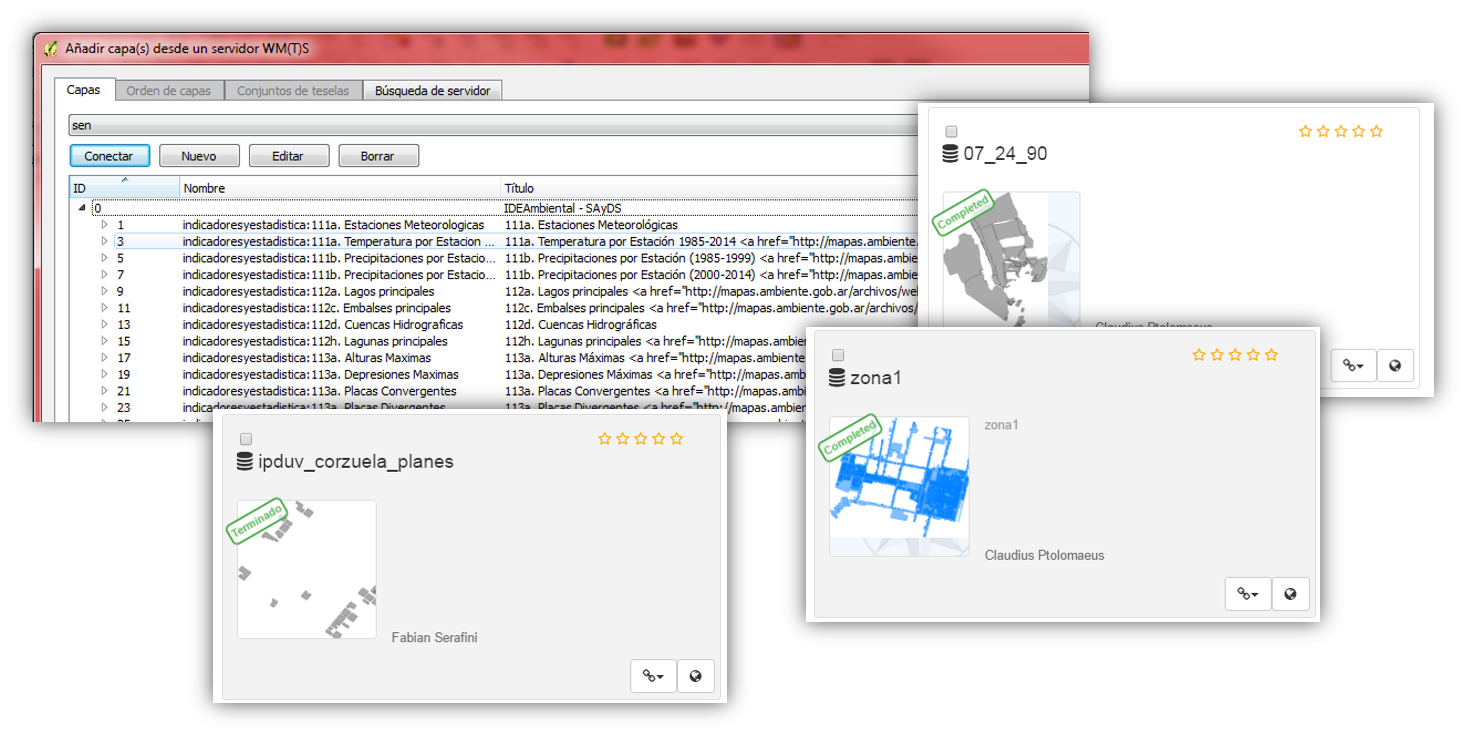 Añadir capa(s) desde un servidor WM(T)S
Capas Orden de capas Conjuntos de teselas Búsqueda de servidor
sen
Conectar Nuevo Editar Borrar
ID Nombre Título
0 IDEAmbiental - SAyDS
1 indicadoresyestadistica:111a. Estaciones Meteorologicas 111a. Estaciones Meteorológicas
3 indicadoresyestadistica:111a. Temperatura por Estacion ... 111a. Temperatura por Estación 1985-2014 <a href="http://mapas.ambiente.
5 indicadoresyestadistica:111b. Precipitaciones por Estacio... 111b. Precipitaciones por Estación (1985-1999) <a href="http://mapas.ambie
7 indicadoresyestadistica:111b. Precipitaciones por Estacio... 111b. Precipitaciones por Estación (2000-2014) <a href="http://mapas.ambie
9 indicadoresyestadistica:112a. Lagos principales 112a. Lagos principales <a href="http://mapas.ambiente.gob.ar/archivos/we
11 indicadoresyestadistica:112c. Embalses principales 112c. Embalses principales <a href="http://mapas.ambiente.gob.ar/archivos/
13 indicadoresyestadistica:112d. Cuencas Hidrograficas 112d. Cuencas Hidrográficas
15 indicadoresyestadistica:112h. Lagunas principales 112h. Lagunas principales <a href="http://mapas.
17 indicadoresyestadistica:113a. Alturas Maximas 113a. Alturas Máximas <a href="http://mapas.am
19 indicadoresyestadistica:113a. Depresiones Maximas 113a. Depresiones Máximas <a href="http://mapa
21 indicadoresyestadistica:113a. Placas Convergentes 113a. Placas Convergentes <a href="http://mapas
23 indicadoresyestadistica:113a. Placas Divergentes 113a. Placas Divergentes <a href="http://mapas.
07_24_90
Completed
Claudius Ptolomaeus
zona1
Completed
zona1
Claudius Ptolomaeus
ipduv_corzuela_planes
Terminado
Fabian Serafini